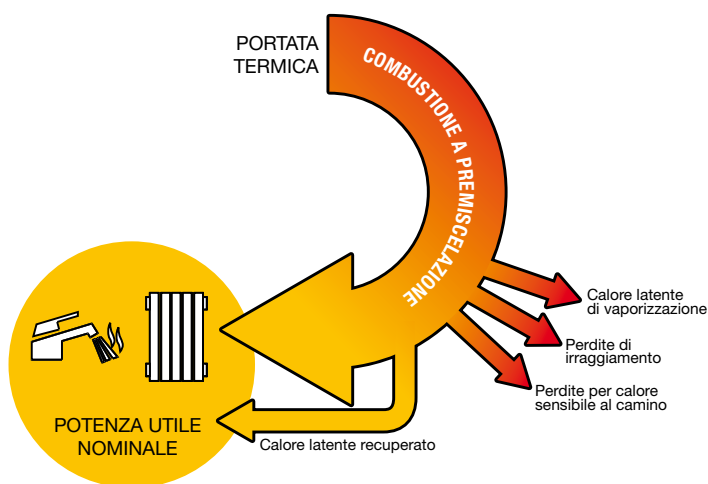 PORTATA
TERMICA
COMBUSTIONE A PREMISCELAZIONE
Calore latente
di vaporizzazione
Perdite di
irraggiamento
Perdite per calore
sensibile al camino
POTENZA UTILE
NOMINALE
Calore latente recuperato